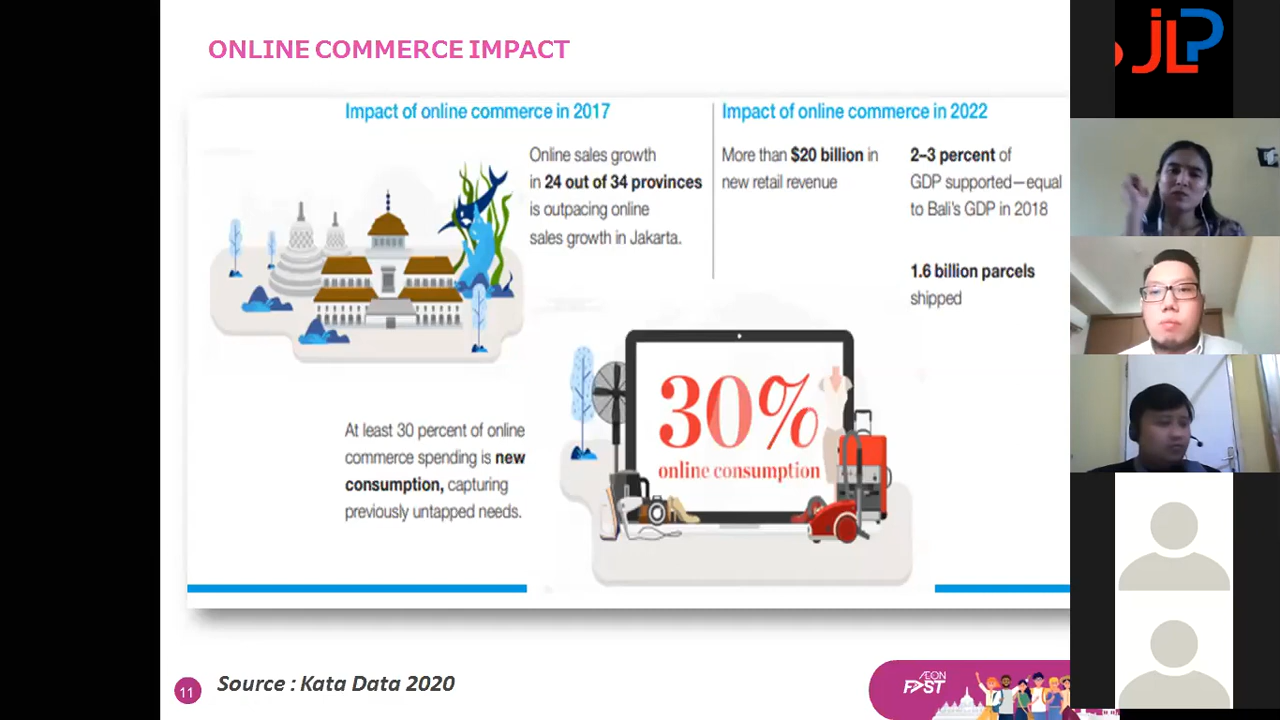 ONLINE COMMERCE IMPACT
Impact of online commerce in 2017
Online sales growth
in 24 out of 34 provinces
is outpacing online
sales growth in Jakarta.
Impact of online commerce in 2022
More than $20 billion in
new retail revenue
2–3 percent of
GDP supported—equal
to Bali's GDP in 2018
1.6 billion parcels
shipped
At least 30 percent of online
commerce spending is new
consumption, capturing
previously untapped needs.
30%
online consumption
11
Source : Kata Data 2020
ÆON
FAST
JLP